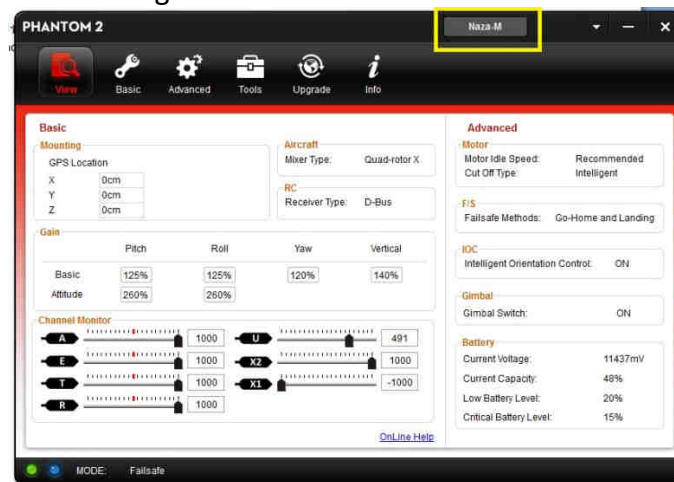 PHANTOM 2
Naza-M
View Basic Advanced Tools Upgrade Info
Basic
Mounting
GPS Location
X 0cm
Y 0cm
Z 0cm
Aircraft
Mixer Type: Quad-rotor X
RC
Receiver Type: D-Bus
Gain
Pitch Roll Yaw Vertical
Basic 125% 125% 120% 140%
Attitude 260% 260%
Channel Monitor
A 1000 U 491
E 1000 X2 1000
T 1000 X1 -1000
R 1000
OnLine Help
Advanced
Motor
Motor Idle Speed: Recommended
Cut Off Type: Intelligent
F/S
Failsafe Methods: Go-Home and Landing
IOC
Intelligent Orientation Control: ON
Gimbal
Gimbal Switch: ON
Battery
Current Voltage: 11437mV
Current Capacity: 48%
Low Battery Level: 20%
Critical Battery Level: 15%
MODE: Failsafe